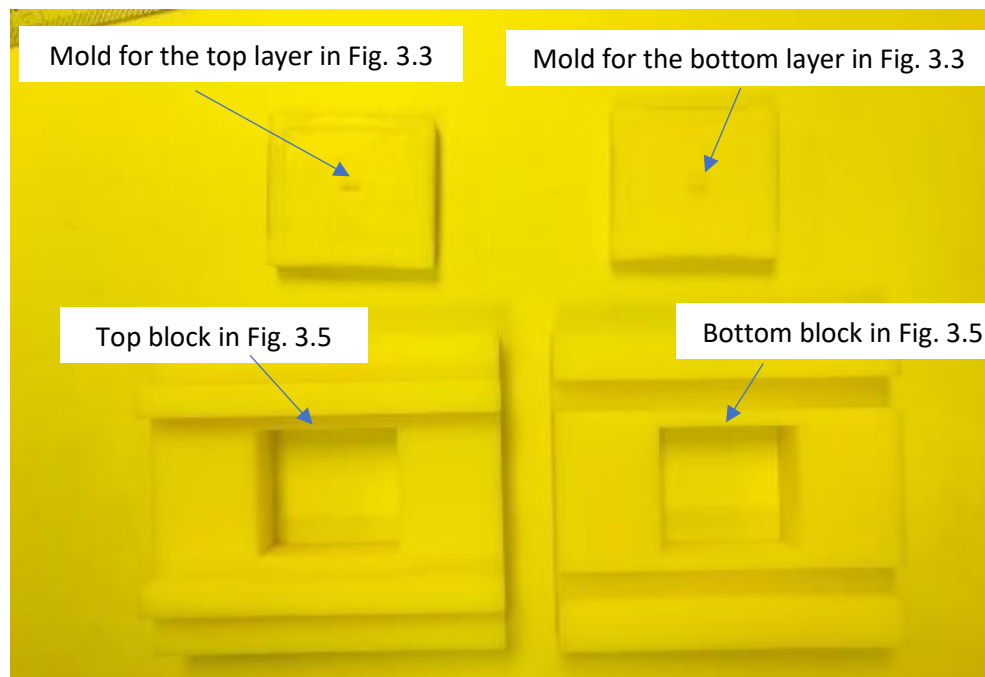 Mold for the top layer in Fig. 3.3
Mold for the bottom layer in Fig. 3.3
Top block in Fig. 3.5
Bottom block in Fig. 3.5